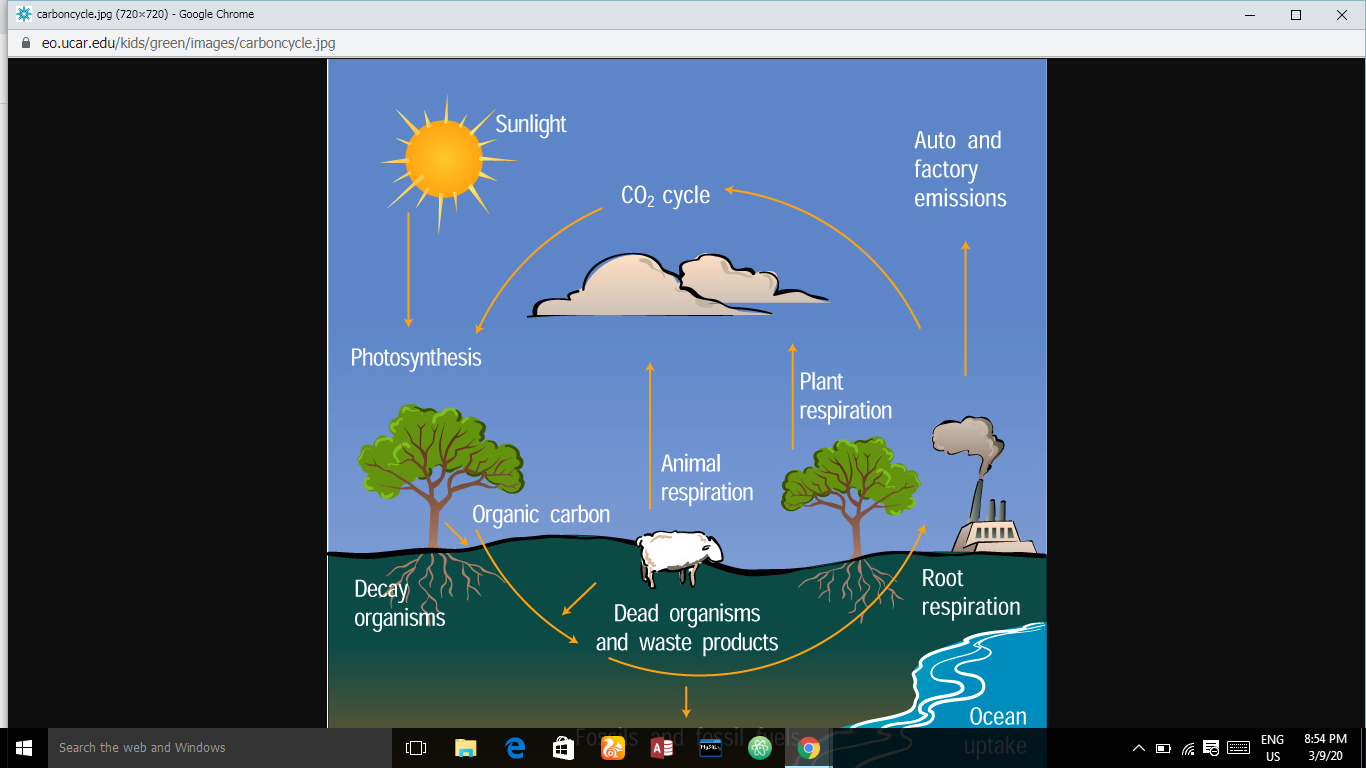 carboncycle.jpg (720×720) - Google Chrome
eo.ucar.edu/kids/green/images/carboncycle.jpg
Sunlight
Auto and
factory
emissions
CO₂ cycle
Photosynthesis
Plant
respiration
Animal
respiration
Organic carbon
Decay
organisms
Root
respiration
Dead organisms
and waste products
Ocean
uptake
Fossils and fossil fuels
Search the web and Windows
A
MySQL
ENG
US
8:54 PM
3/9/20